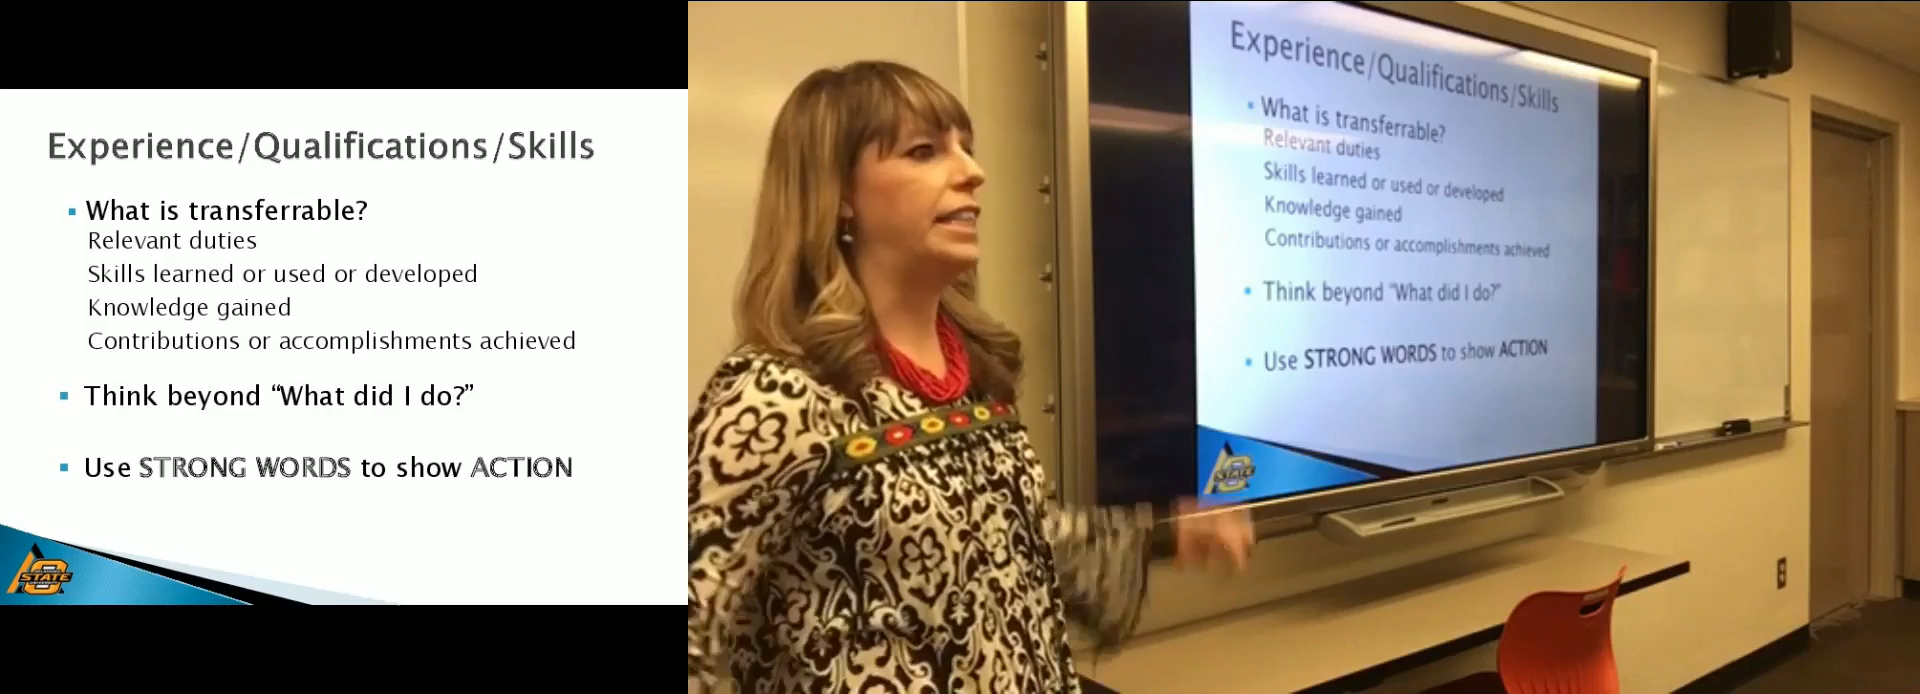 Experience/Qualifications/Skills
What is transferrable?
Relevant duties
Skills learned or used or developed
Knowledge gained
Contributions or accomplishments achieved
Think beyond “What did I do?”
Use STRONG WORDS to show ACTION
STATE
Experience/Qualifications/Skills
What is transferrable?
Relevant duties
Skills learned or used or developed
Knowledge gained
Contributions or accomplishments achieved
Think beyond “What did I do?”
Use STRONG WORDS to show ACTION
STATE